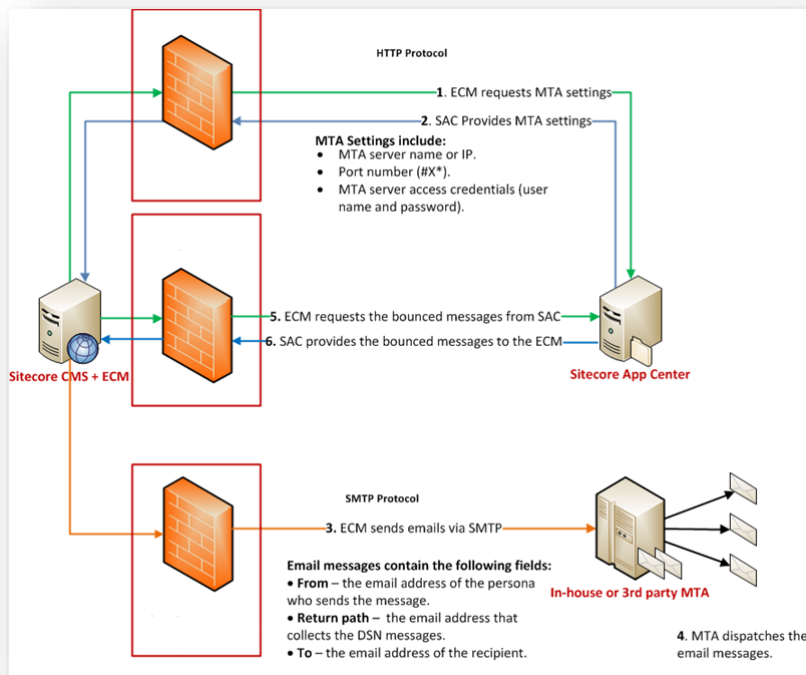 HTTP Protocol
1. ECM requests MTA settings
2. SAC Provides MTA settings
MTA Settings include:
• MTA server name or IP.
• Port number (#X*).
• MTA server access credentials (user
name and password).
5. ECM requests the bounced messages from SAC
6. SAC provides the bounced messages to the ECM
Sitecore CMS + ECM
Sitecore App Center
SMTP Protocol
3. ECM sends emails via SMTP
Email messages contain the following fields:
• From – the email address of the persona
who sends the message.
• Return path – the email address that
collects the DSN messages.
• To – the email address of the recipient.
In-house or 3rd party MTA
4. MTA dispatches the
email messages.